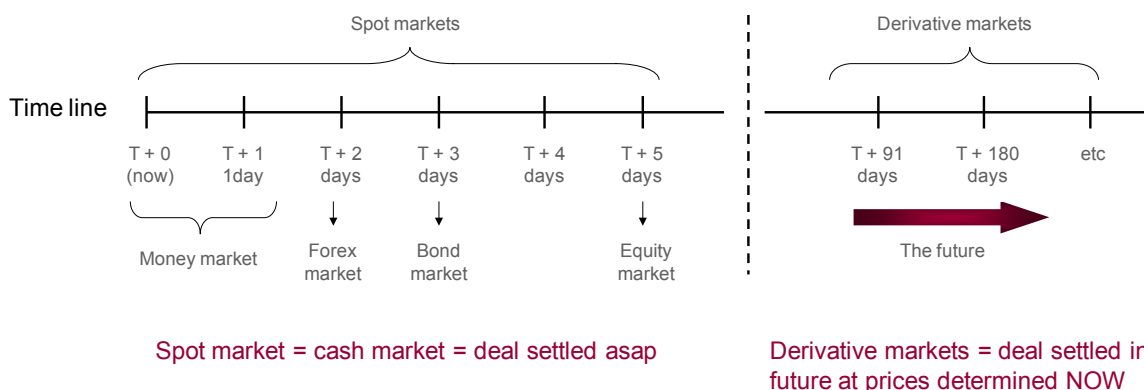 Spot markets
Derivative markets
Time line
T + 0
(now)
T + 1
1day
T + 2
days
T + 3
days
T + 4
days
T + 5
days
T + 91
days
T + 180
days
etc
Money market
Forex
market
Bond
market
Equity
market
The future
Spot market = cash market = deal settled asap
Derivative markets = deal settled in
future at prices determined NOW